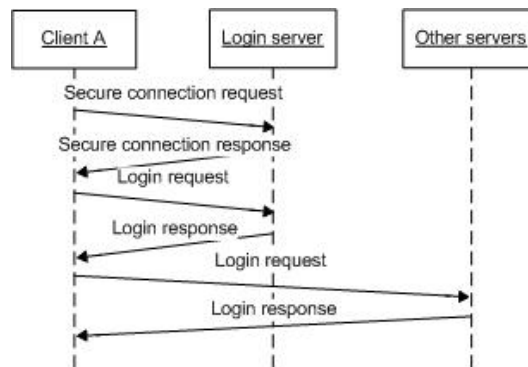 Client A
Login server
Other servers
Secure connection request
Secure connection response
Login request
Login response
Login request
Login response